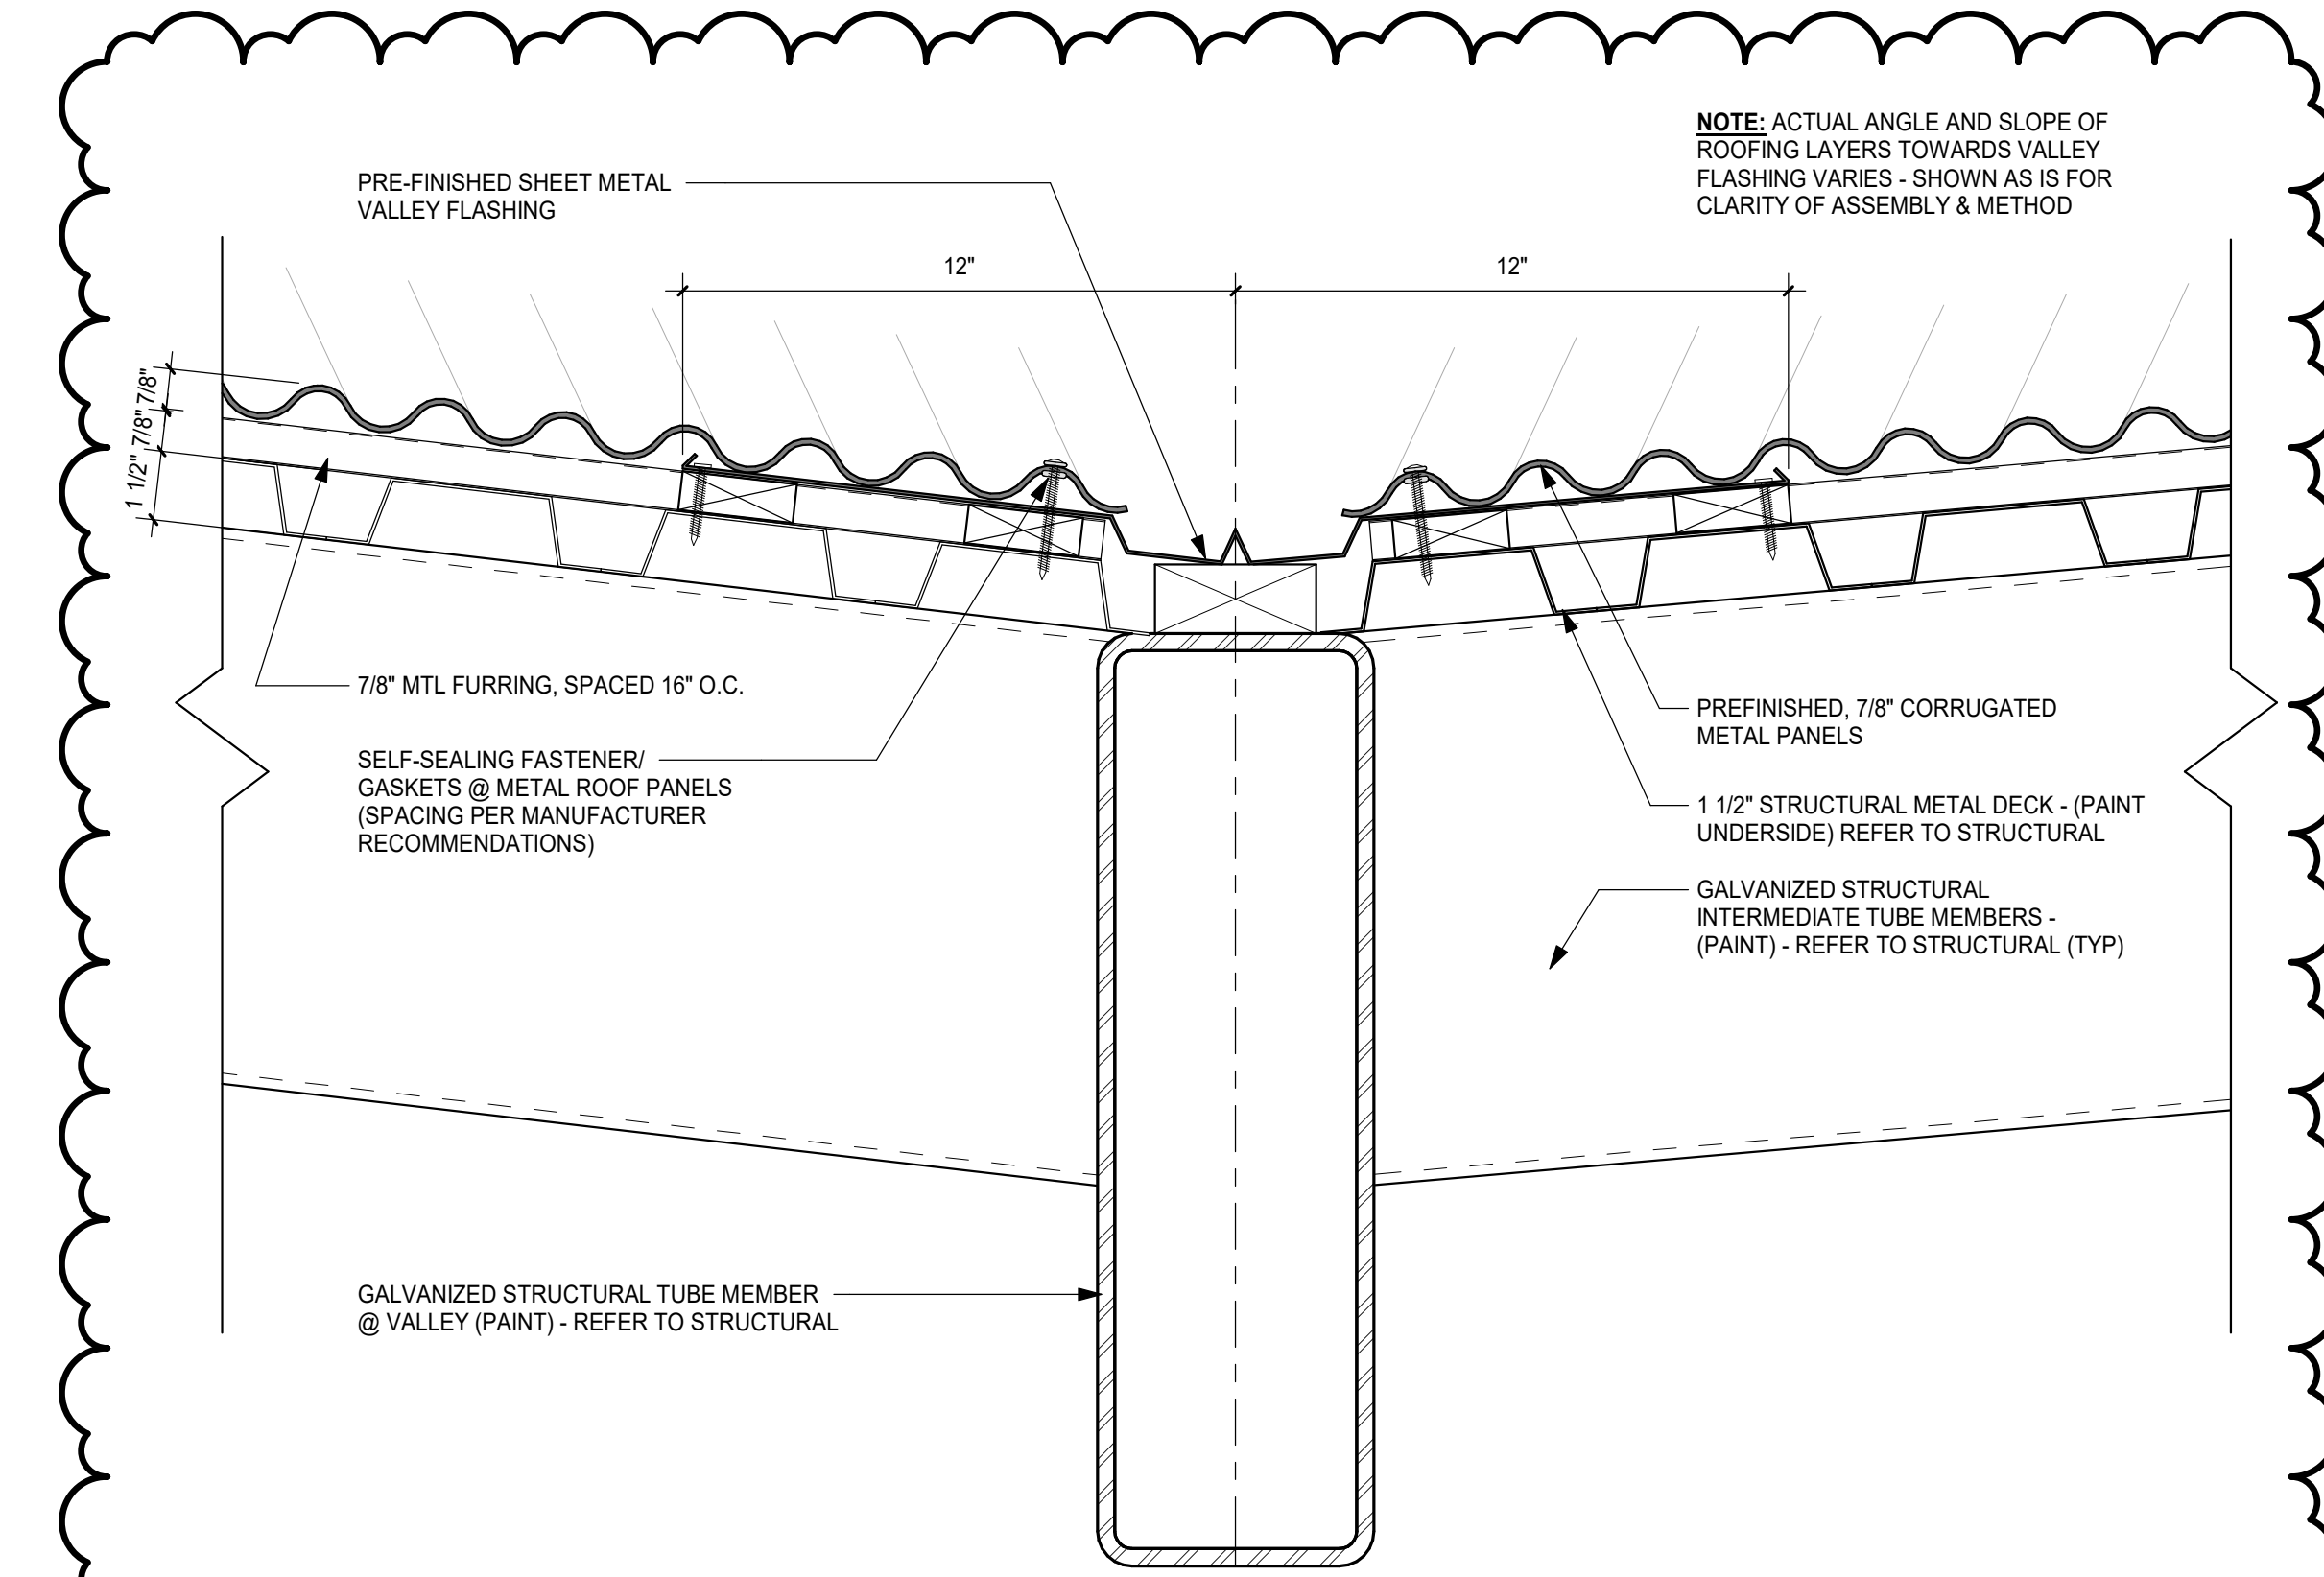 NOTE: ACTUAL ANGLE AND SLOPE OF
ROOFING LAYERS TOWARDS VALLEY
FLASHING VARIES - SHOWN AS IS FOR
CLARITY OF ASSEMBLY & METHOD
PRE-FINISHED SHEET METAL
VALLEY FLASHING
12"
12"
7/8"
7/8"
1 1/2"
7/8" MTL FURRING, SPACED 16" O.C.
SELF-SEALING FASTENER/
GASKETS @ METAL ROOF PANELS
(SPACING PER MANUFACTURER
RECOMMENDATIONS)
PREFINISHED, 7/8" CORRUGATED
METAL PANELS
1 1/2" STRUCTURAL METAL DECK - (PAINT
UNDERSIDE) REFER TO STRUCTURAL
GALVANIZED STRUCTURAL
INTERMEDIATE TUBE MEMBERS -
(PAINT) - REFER TO STRUCTURAL (TYP)
GALVANIZED STRUCTURAL TUBE MEMBER
@ VALLEY (PAINT) - REFER TO STRUCTURAL